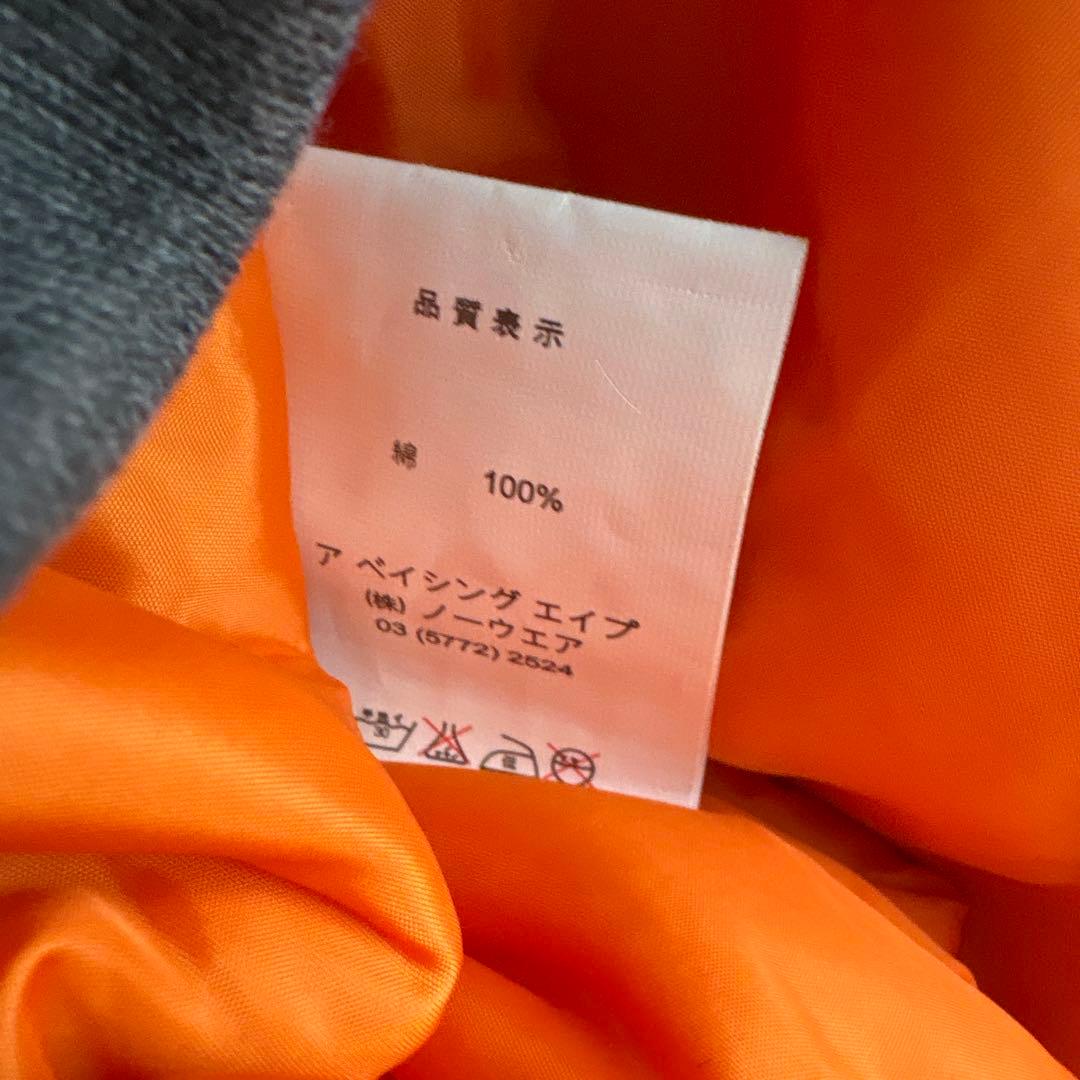 品質表示
綿 100%
ア ベイシング エイプ
(株) ノーウエア
03 (5772) 2524